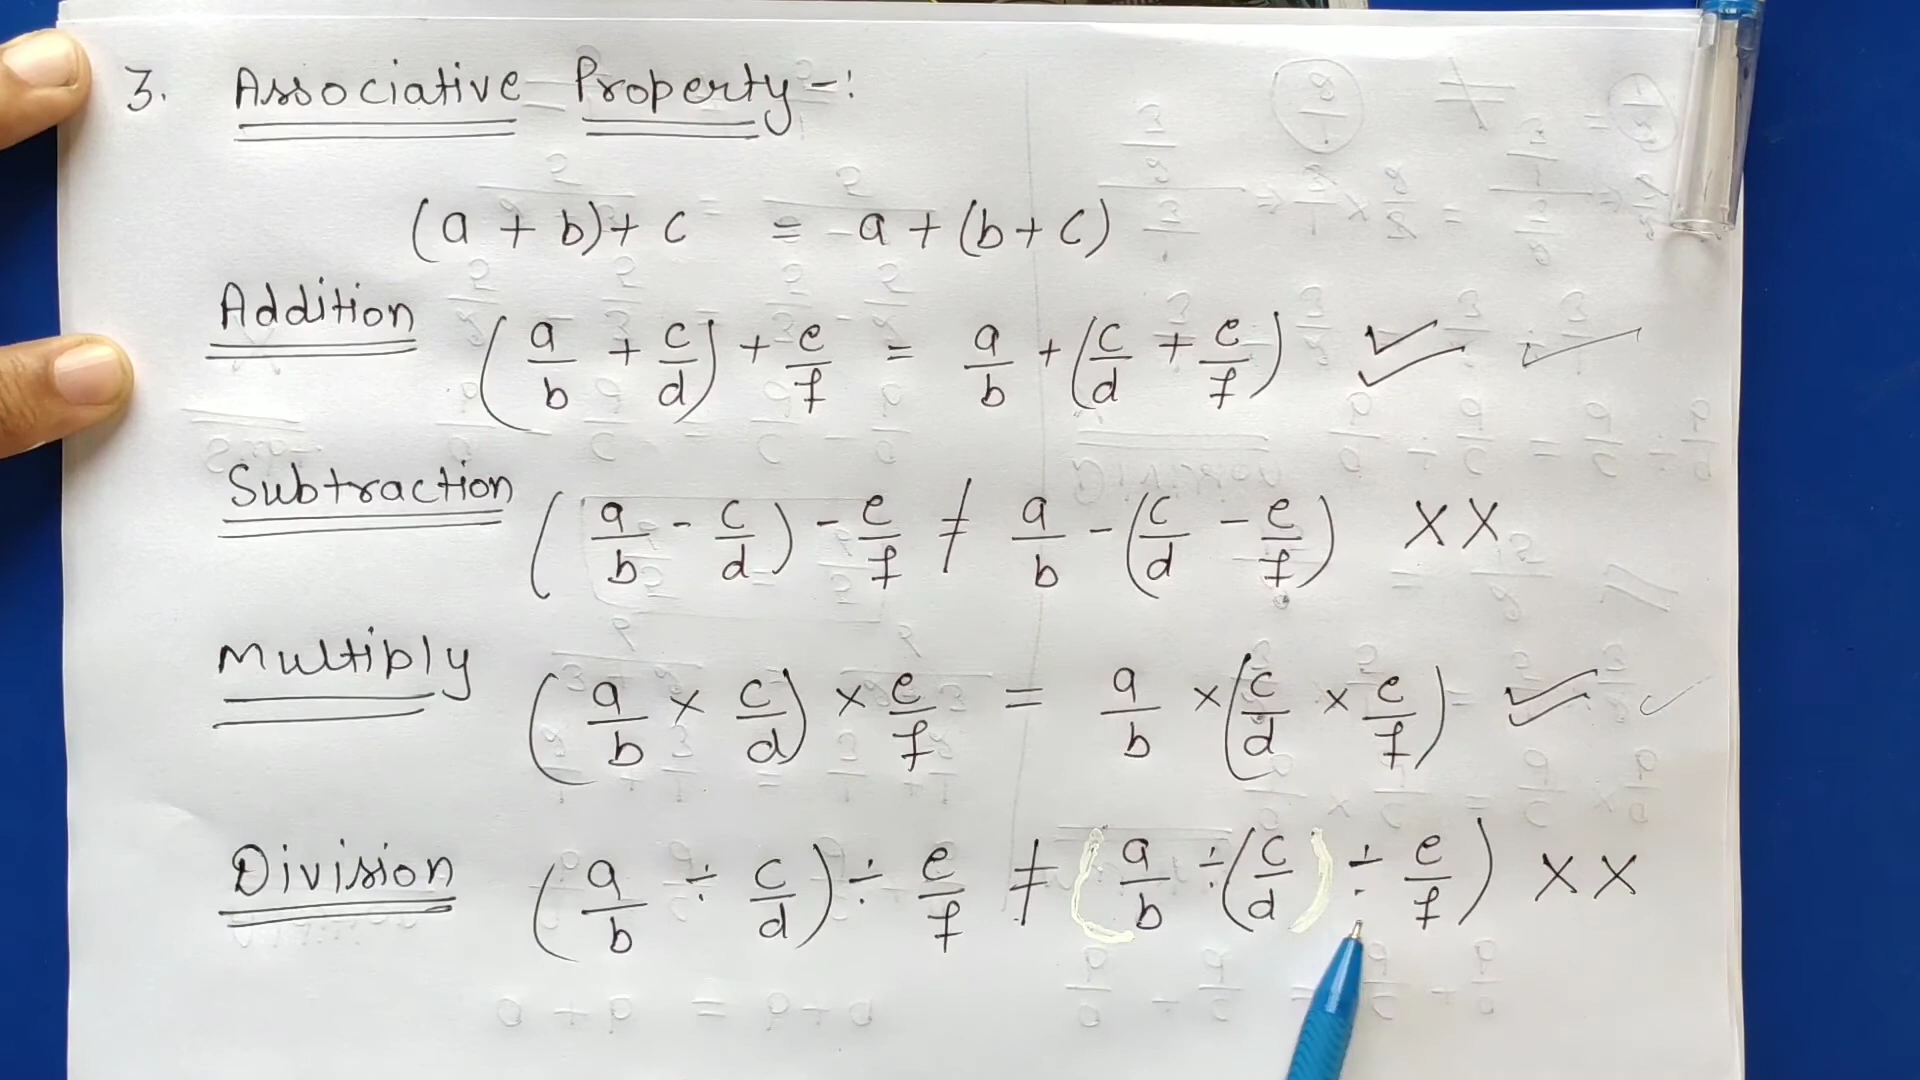 3. Associative Property -:
(a + b) + c = a + (b + c)
Addition (a/b + c/d) + e/f = a/b + (c/d + e/f) ✓ ✓
Subtraction (a/b - c/d) - e/f ≠ a/b - (c/d - e/f) ××
Multiply (a/b × c/d) × e/f = a/b × (c/d × e/f) ✓ ✓
Division (a/b ÷ c/d) ÷ e/f ≠ a/b ÷ (c/d ÷ e/f) ××